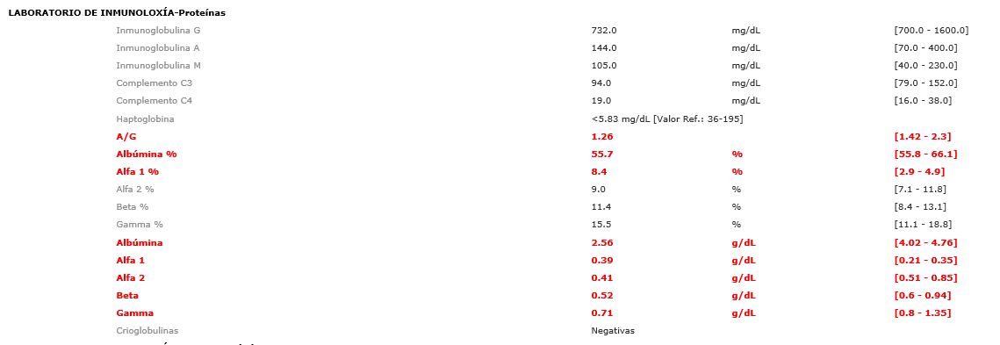 LABORATORIO DE INMUNOLOXÍA-Proteínas
Inmunoglobulina G 732.0 mg/dL [700.0 - 1600.0]
Inmunoglobulina A 144.0 mg/dL [70.0 - 400.0]
Inmunoglobulina M 105.0 mg/dL [40.0 - 230.0]
Complemento C3 94.0 mg/dL [79.0 - 152.0]
Complemento C4 19.0 mg/dL [16.0 - 38.0]
Haptoglobina <5.83 mg/dL [Valor Ref.: 36-195]
A/G 1.26 [1.42 - 2.3]
Albúmina % 55.7 % [55.8 - 66.1]
Alfa 1 % 8.4 % [2.9 - 4.9]
Alfa 2 % 9.0 % [7.1 - 11.8]
Beta % 11.4 % [8.4 - 13.1]
Gamma % 15.5 % [11.1 - 18.8]
Albúmina 2.56 g/dL [4.02 - 4.76]
Alfa 1 0.39 g/dL [0.21 - 0.35]
Alfa 2 0.41 g/dL [0.51 - 0.85]
Beta 0.52 g/dL [0.6 - 0.94]
Gamma 0.71 g/dL [0.8 - 1.35]
Crioglobulinas Negativas